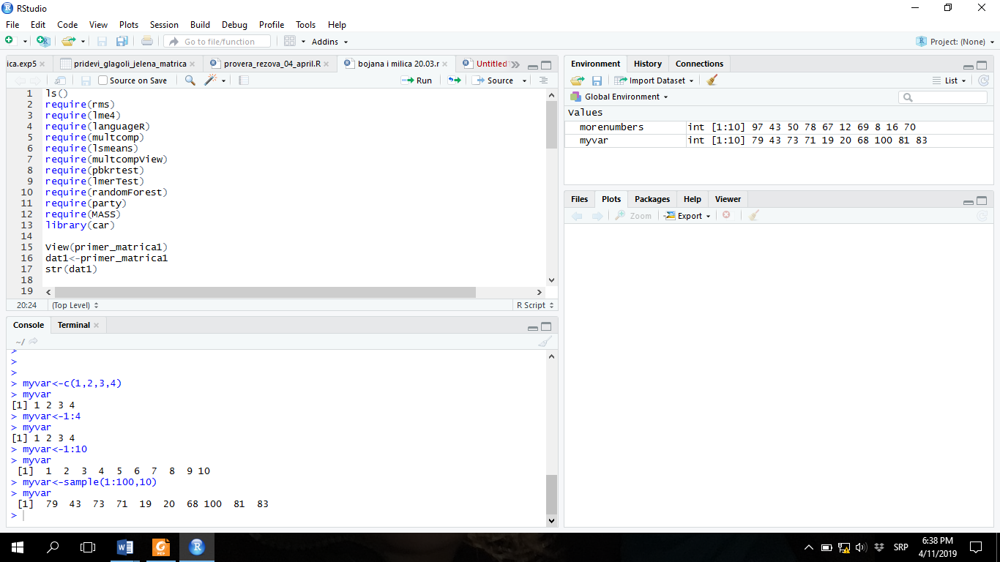 RStudio
File Edit Code View Plots Session Build Debug Profile Tools Help
Go to file/function Addins Project: (None)
ica.exp5 pridevi_glagoli_jelena_matrica provera_rezova_04_april.R bojana i milica 20.03.r Untitled
Source on Save Run Source
1 ls()
2 require(rms)
3 require(lme4)
4 require(languageR)
5 require(multcomp)
6 require(lsmeans)
7 require(multcompView)
8 require(pbkrtest)
9 require(lmerTest)
10 require(randomForest)
11 require(party)
12 require(MASS)
13 library(car)
14
15 View(primer_matrica1)
16 dat1<-primer_matrica1
17 str(dat1)
18
19
20:24 (Top Level) R Script
Console Terminal
~/
>
>
>
> myvar<-c(1,2,3,4)
> myvar
[1] 1 2 3 4
> myvar<-1:4
> myvar
[1] 1 2 3 4
> myvar<-1:10
> myvar
[1] 1 2 3 4 5 6 7 8 9 10
> myvar<-sample(1:100,10)
> myvar
[1] 79 43 73 71 19 20 68 100 81 83
>
Environment History Connections
Import Dataset List
Global Environment
Values
morenumbers int [1:10] 97 43 50 78 67 12 69 8 16 70
myvar int [1:10] 79 43 73 71 19 20 68 100 81 83
Files Plots Packages Help Viewer
Zoom Export
SRP
6:38 PM
4/11/2019